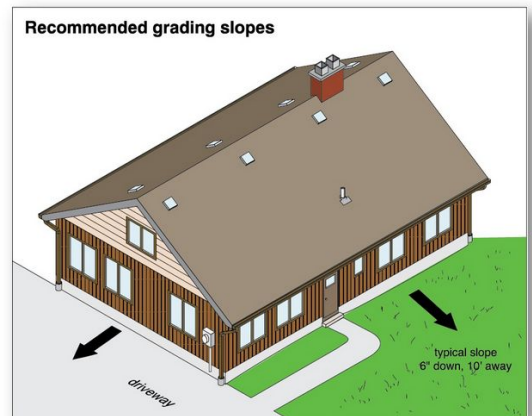 Recommended grading slopes
typical slope
6" down, 10' away
driveway